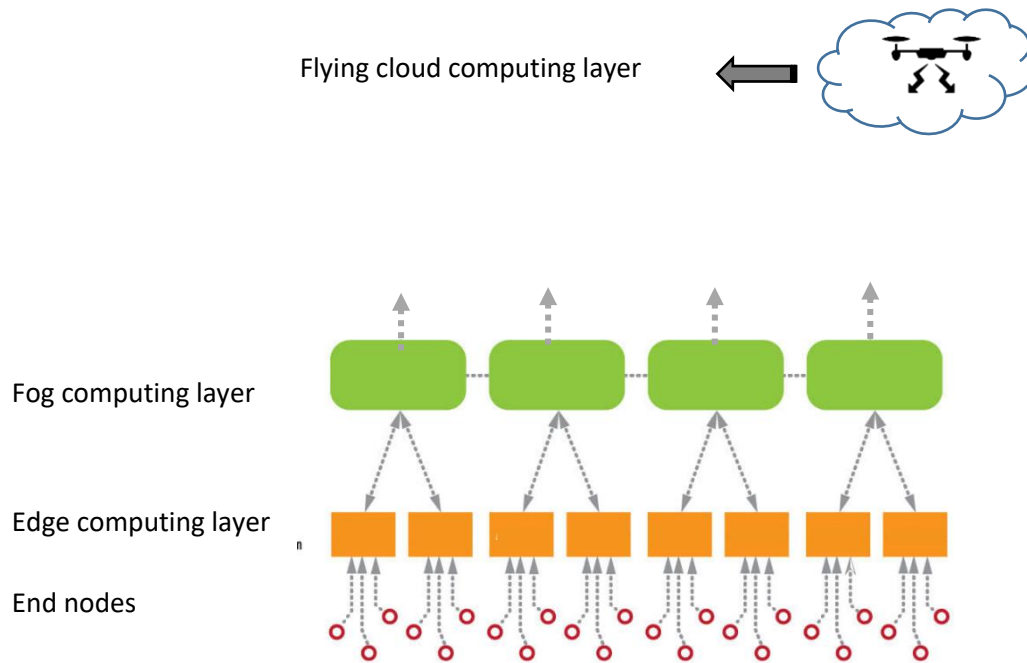 Flying cloud computing layer
Fog computing layer
Edge computing layer
n
End nodes